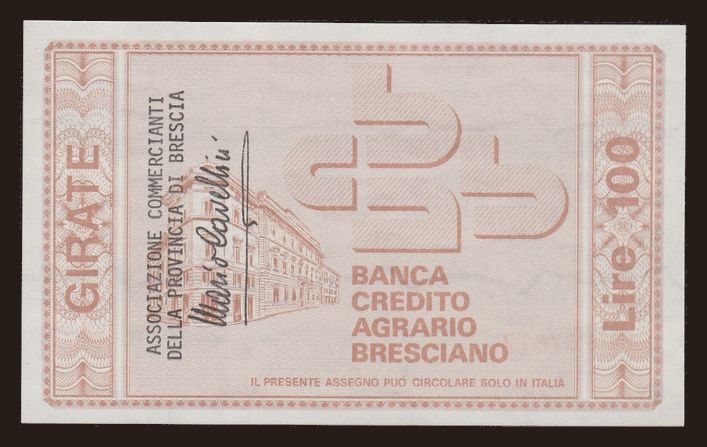 GIRATE
ASSOCIAZIONE COMMERCIANTI
DELLA PROVINCIA DI BRESCIA
BANCA
CREDITO
AGRARIO
BRESCIANO
IL PRESENTE ASSEGNO PUÒ CIRCOLARE SOLO IN ITALIA
Lire 100